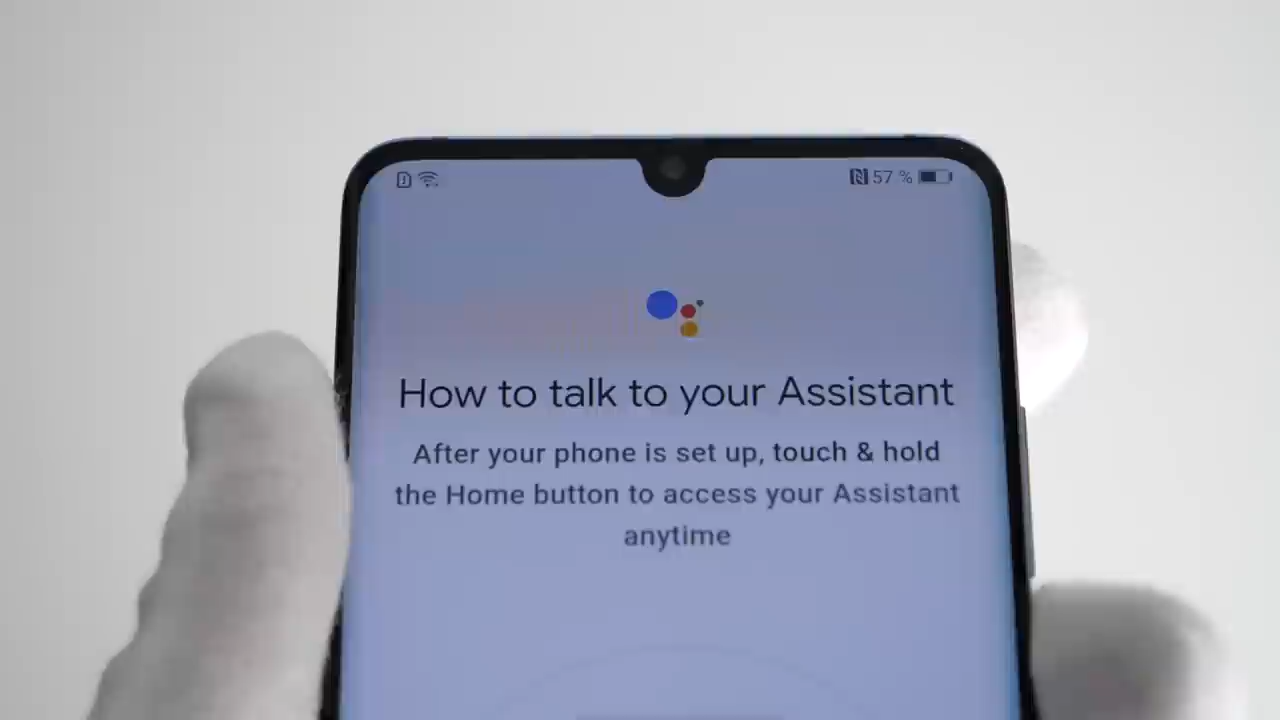 57 %
How to talk to your Assistant
After your phone is set up, touch & hold
the Home button to access your Assistant
anytime